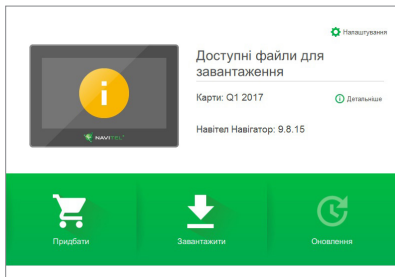 Налаштування
Доступні файли для
завантаження
Карти: Q1 2017
Детальніше
Навітел Навігатор: 9.8.15
NAVITEL
Придбати
Завантажити
Оновлення